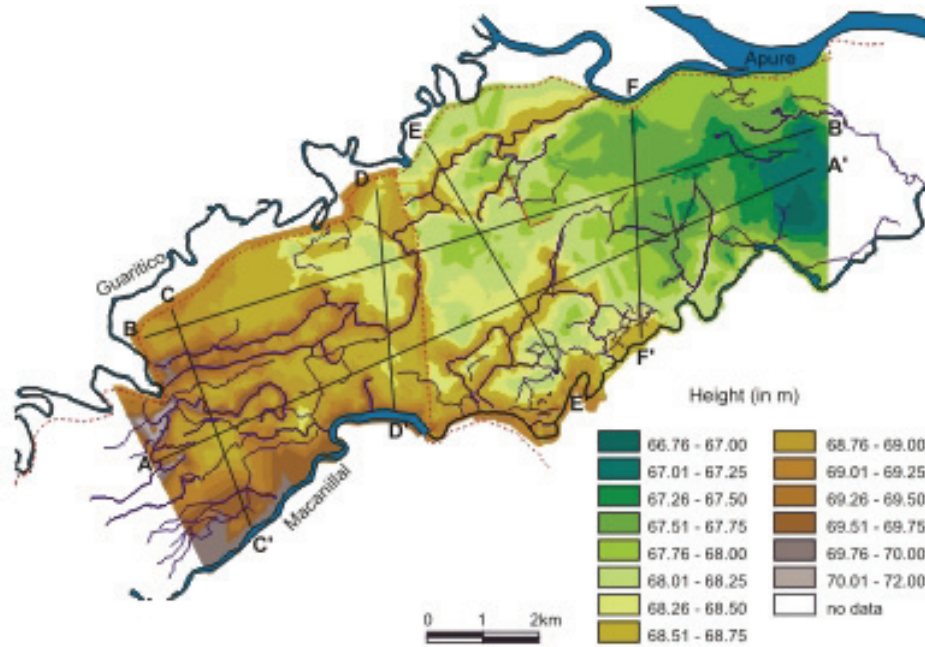 Apure
F
E
B'
A'
D
Guaritico
C
B
F'
E'
D'
A
Macanillal
C'
Height (in m)
66.76 - 67.00
67.01 - 67.25
67.26 - 67.50
67.51 - 67.75
67.76 - 68.00
68.01 - 68.25
68.26 - 68.50
68.51 - 68.75
68.76 - 69.00
69.01 - 69.25
69.26 - 69.50
69.51 - 69.75
69.76 - 70.00
70.01 - 72.00
no data
0 1 2km